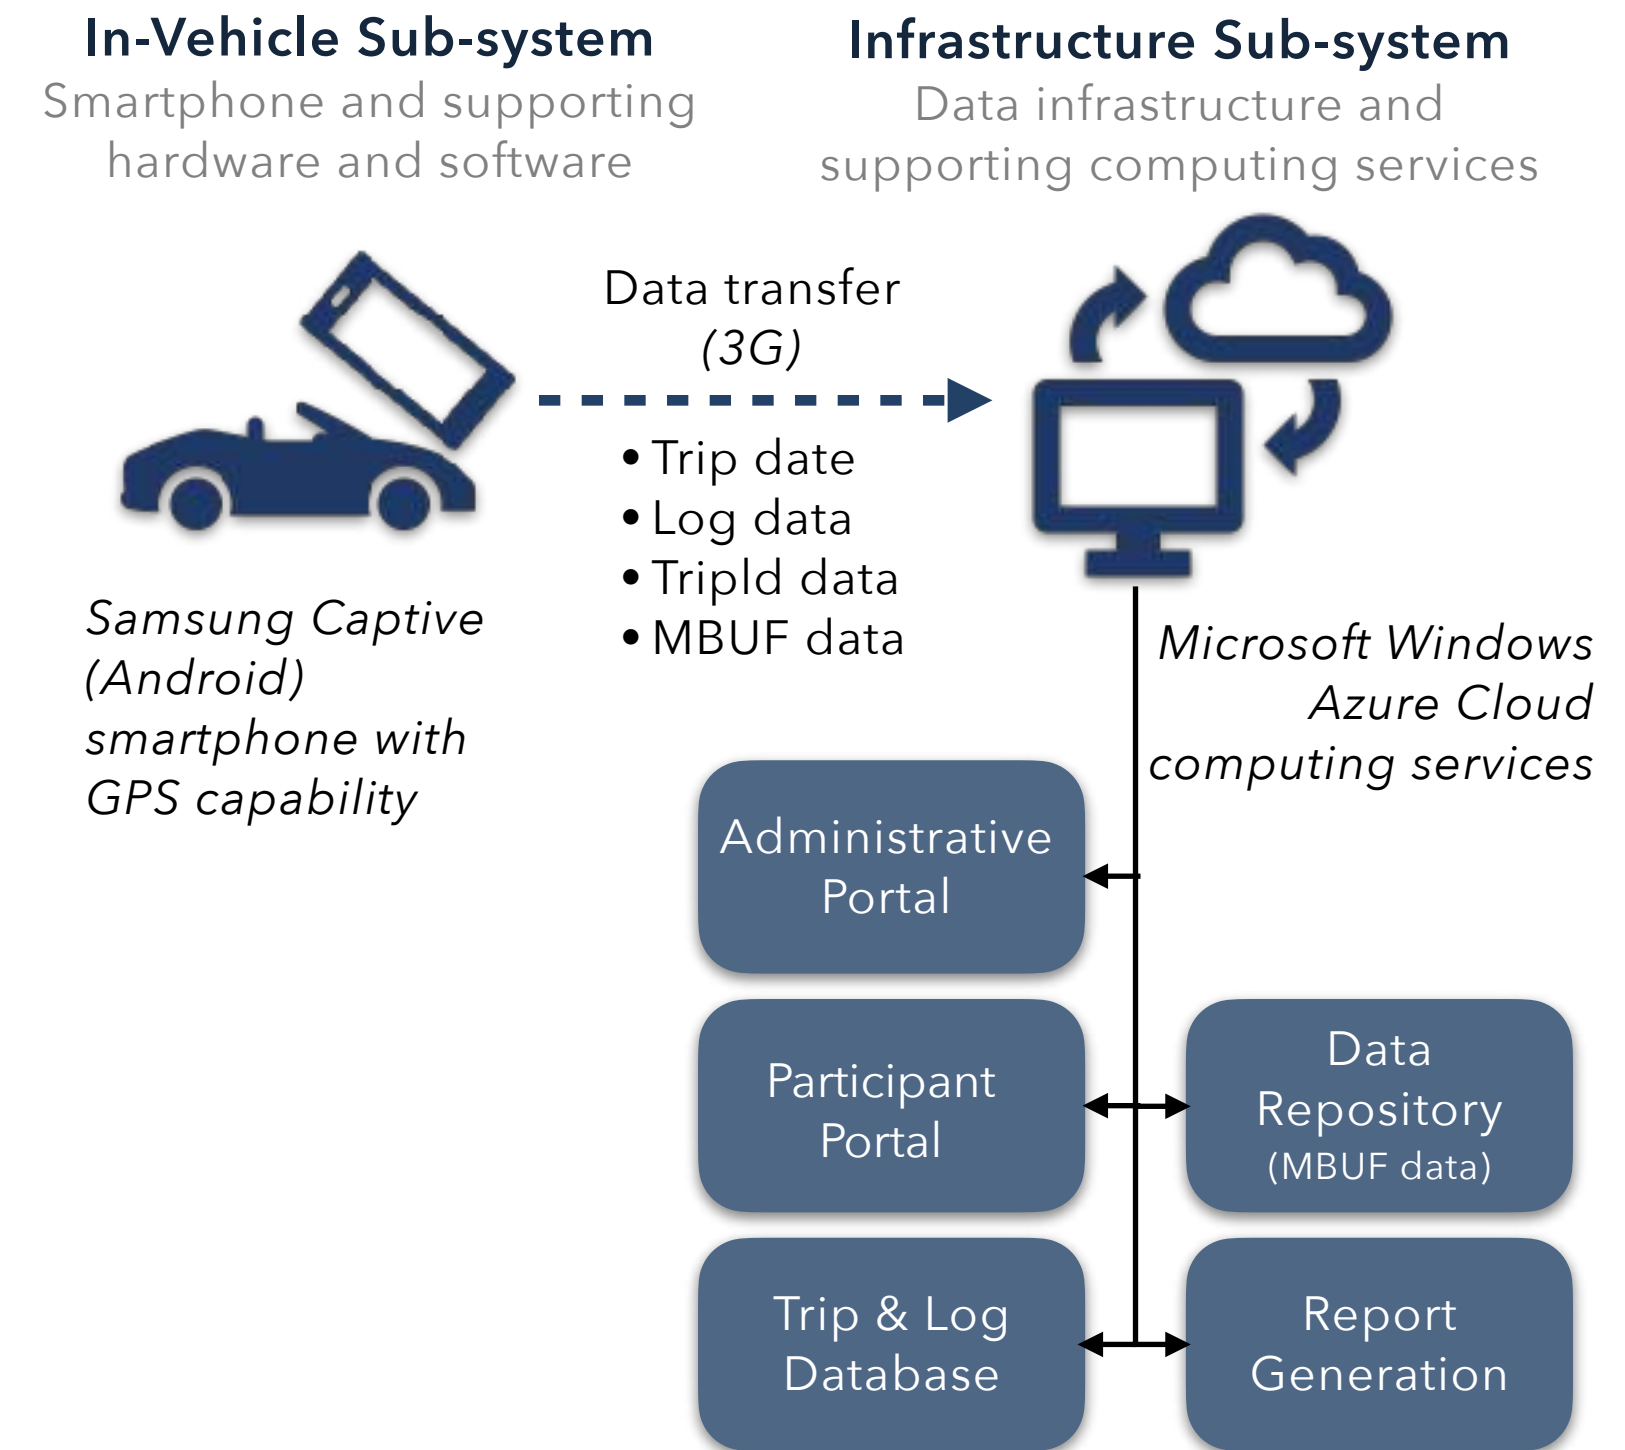 In-Vehicle Sub-system
Smartphone and supporting
hardware and software
Infrastructure Sub-system
Data infrastructure and
supporting computing services
Data transfer
(3G)
• Trip date
• Log data
• TripId data
• MBUF data
Samsung Captive
(Android)
smartphone with
GPS capability
Microsoft Windows
Azure Cloud
computing services
Administrative
Portal
Participant
Portal
Data
Repository
(MBUF data)
Trip & Log
Database
Report
Generation